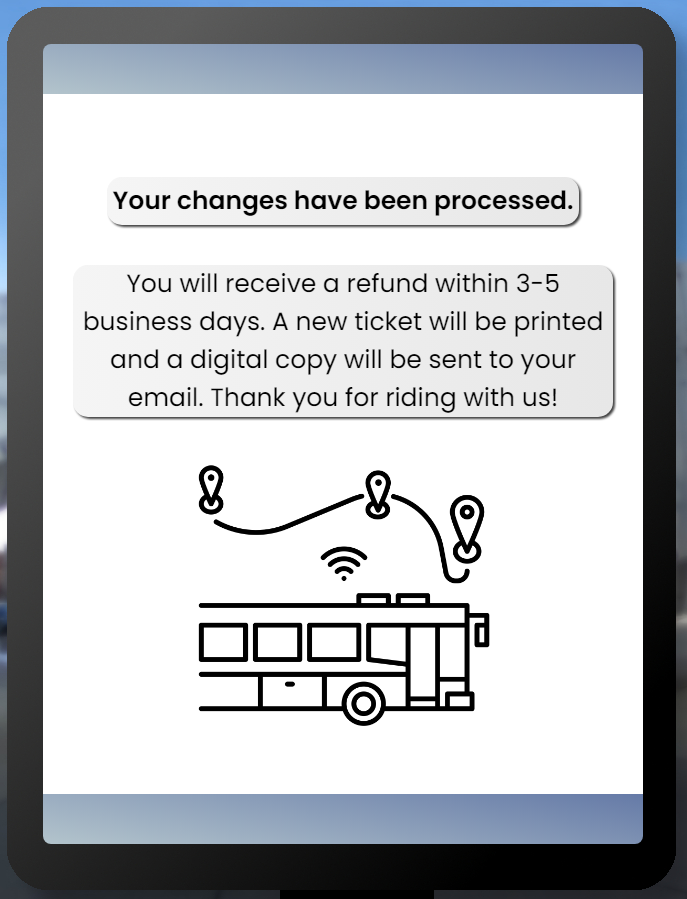 Your changes have been processed.
You will receive a refund within 3-5
business days. A new ticket will be printed
and a digital copy will be sent to your
email. Thank you for riding with us!